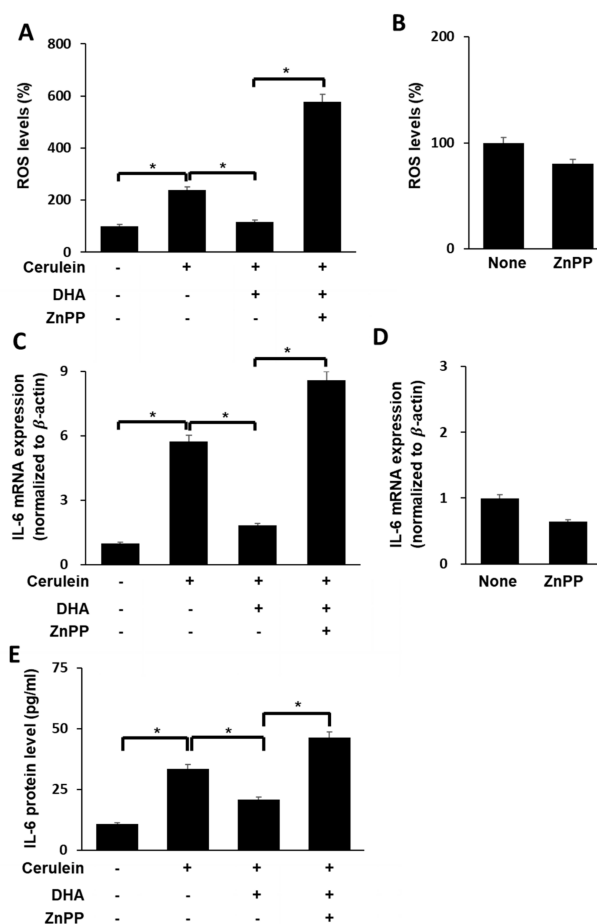 A
ROS levels (%)
800
600
400
200
0
*
*
*
Cerulein - + + +
DHA - - + +
ZnPP - - - +
B
ROS levels (%)
200
100
0
None ZnPP
C
IL-6 mRNA expression
(normalized to β-actin)
9
6
3
0
*
*
*
Cerulein - + + +
DHA - - + +
ZnPP - - - +
D
IL-6 mRNA expression
(normalized to β-actin)
3
2
1
0
None ZnPP
E
IL-6 protein level (pg/ml)
75
50
25
0
*
*
*
Cerulein - + + +
DHA - - + +
ZnPP - - - +